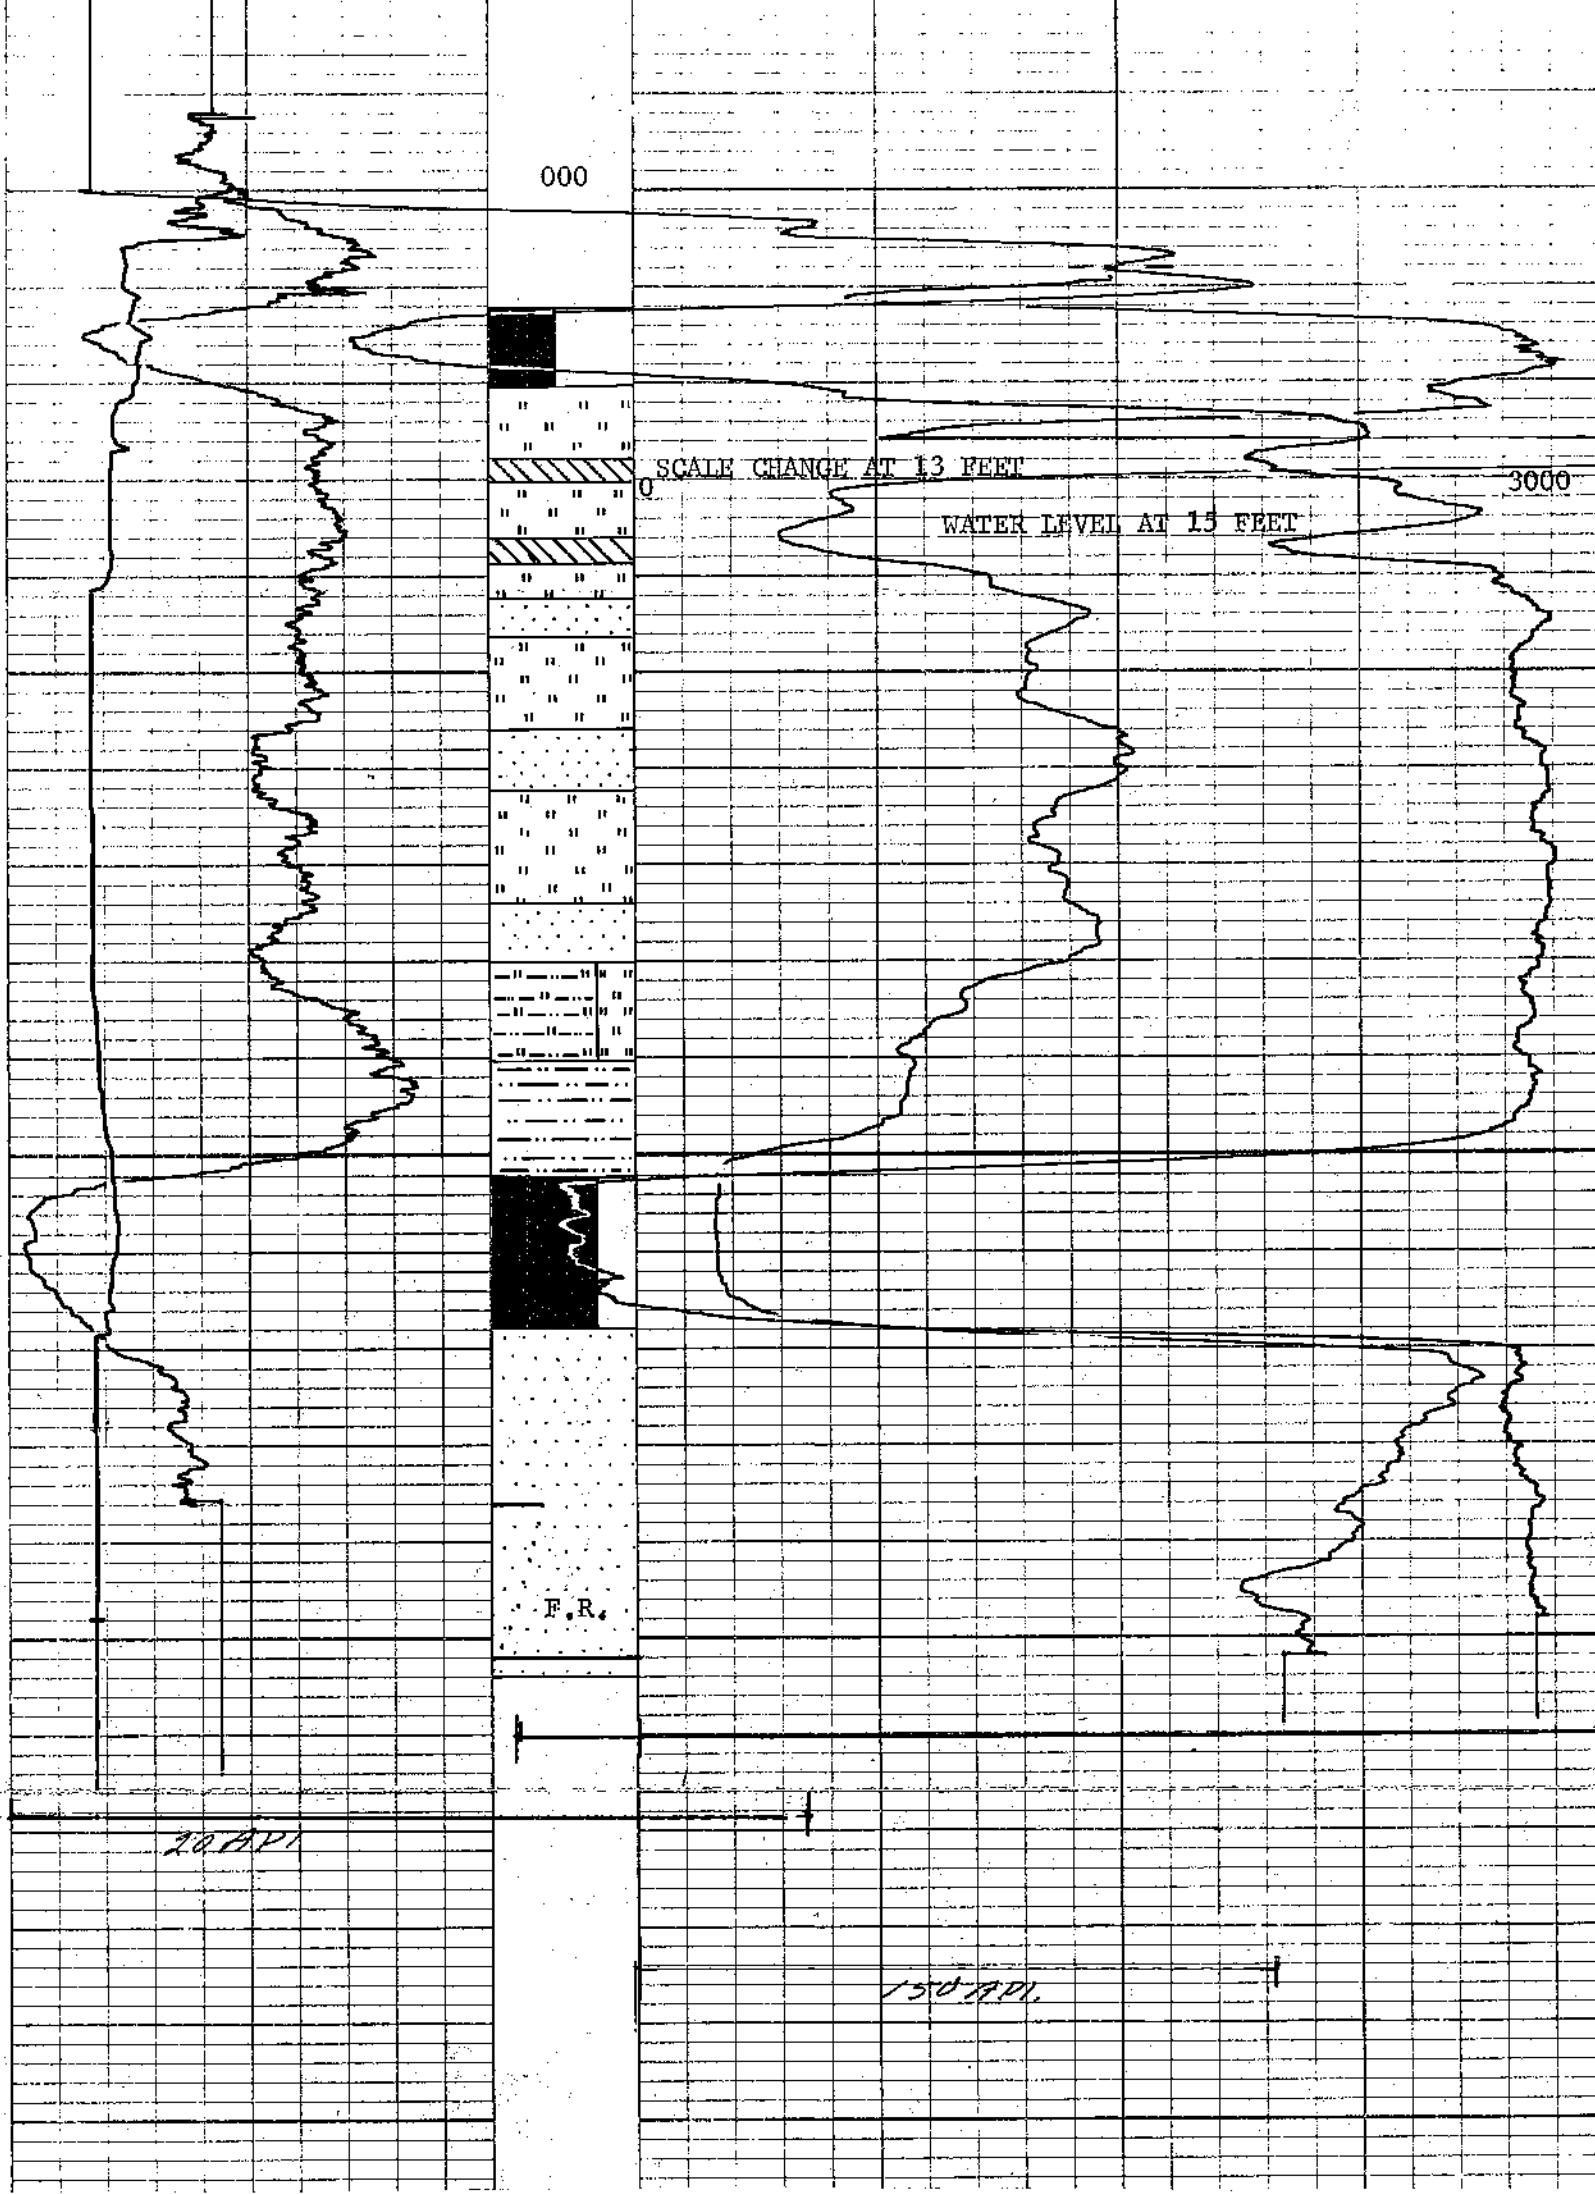 000
SCALE CHANGE AT 13 FEET
0 3000
WATER LEVEL AT 15 FEET
F.R.
20 API
150 API.